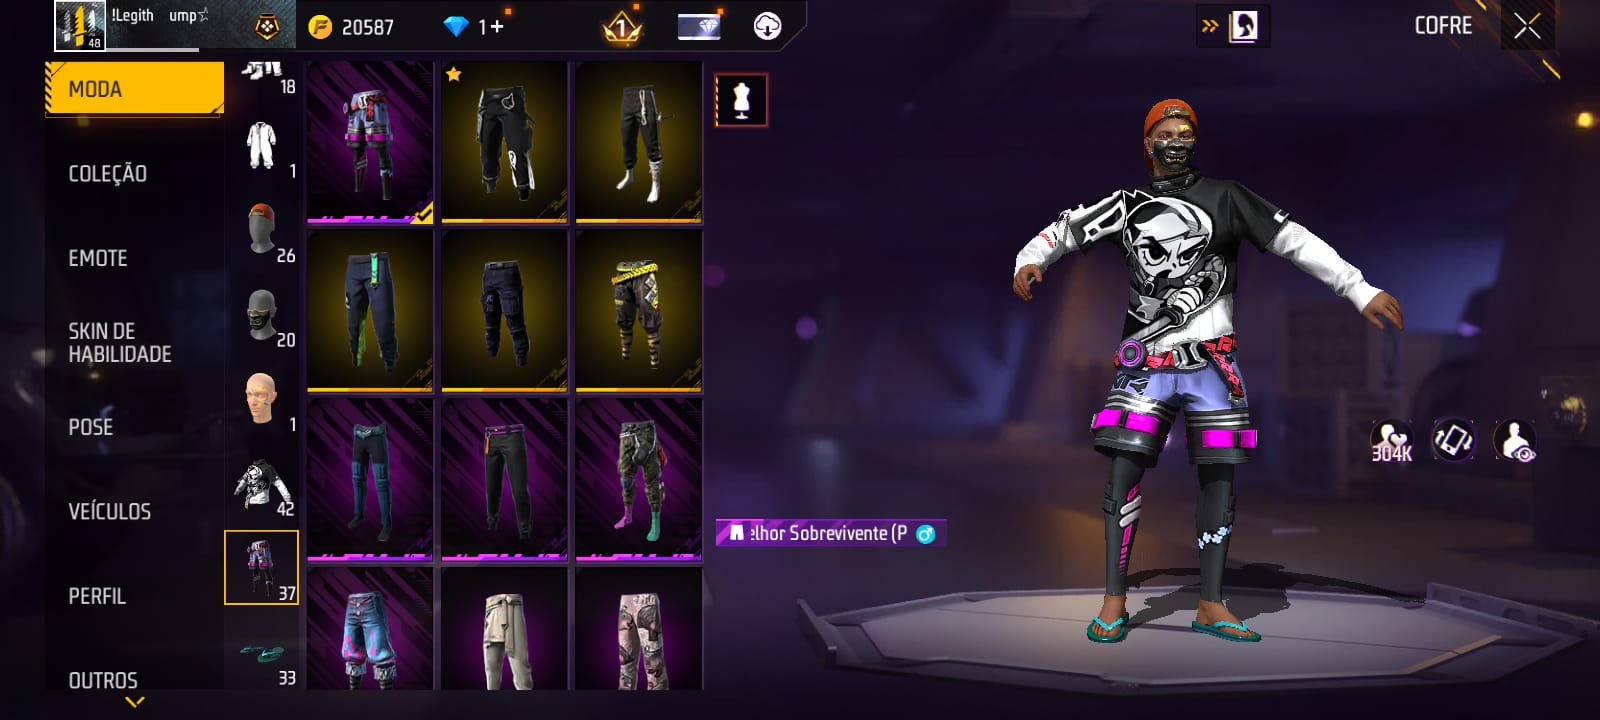 !Legith ump☆
48
20587
1+
1
COFRE
MODA
COLEÇÃO
EMOTE
SKIN DE
HABILIDADE
POSE
VEÍCULOS
PERFIL
OUTROS
18
1
26
20
1
42
37
33
304K
elhor Sobrevivente (P